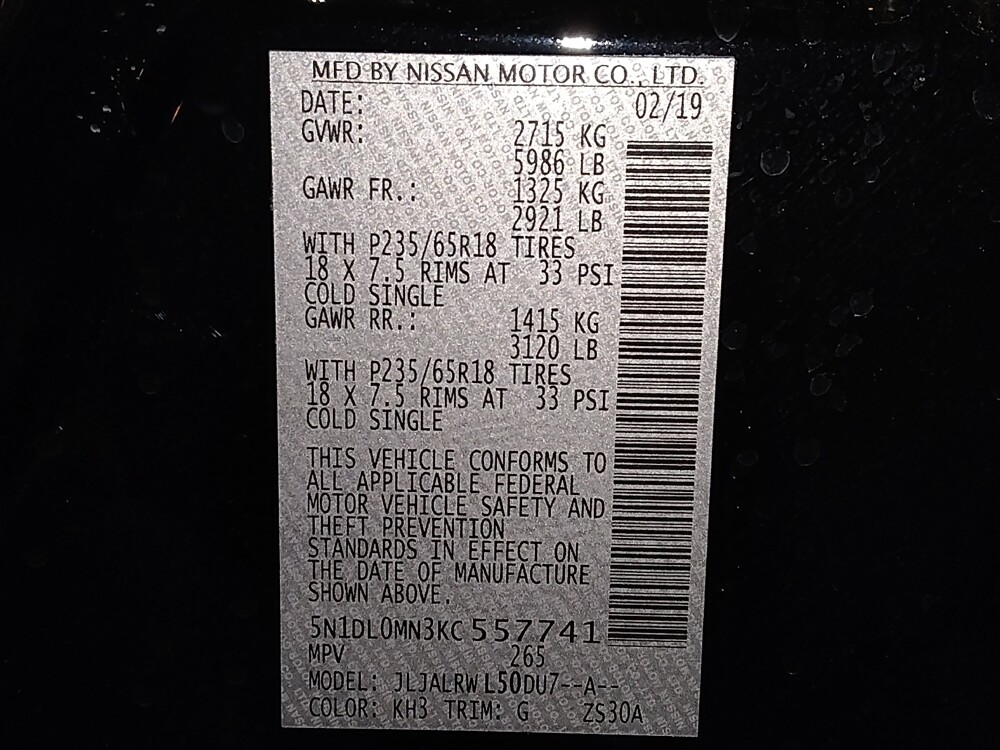 MFD BY NISSAN MOTOR CO., LTD.
DATE: 02/19
GVWR: 2715 KG
5986 LB
GAWR FR.: 1325 KG
2921 LB
WITH P235/65R18 TIRES
18 X 7.5 RIMS AT 33 PSI
COLD SINGLE
GAWR RR.: 1415 KG
3120 LB
WITH P235/65R18 TIRES
18 X 7.5 RIMS AT 33 PSI
COLD SINGLE
THIS VEHICLE CONFORMS TO
ALL APPLICABLE FEDERAL
MOTOR VEHICLE SAFETY AND
THEFT PREVENTION
STANDARDS IN EFFECT ON
THE DATE OF MANUFACTURE
SHOWN ABOVE.
5N1DL0MN3KC557741
MPV 265
MODEL: JLJALRWL50DU7--A--
COLOR: KH3 TRIM: G ZS30A